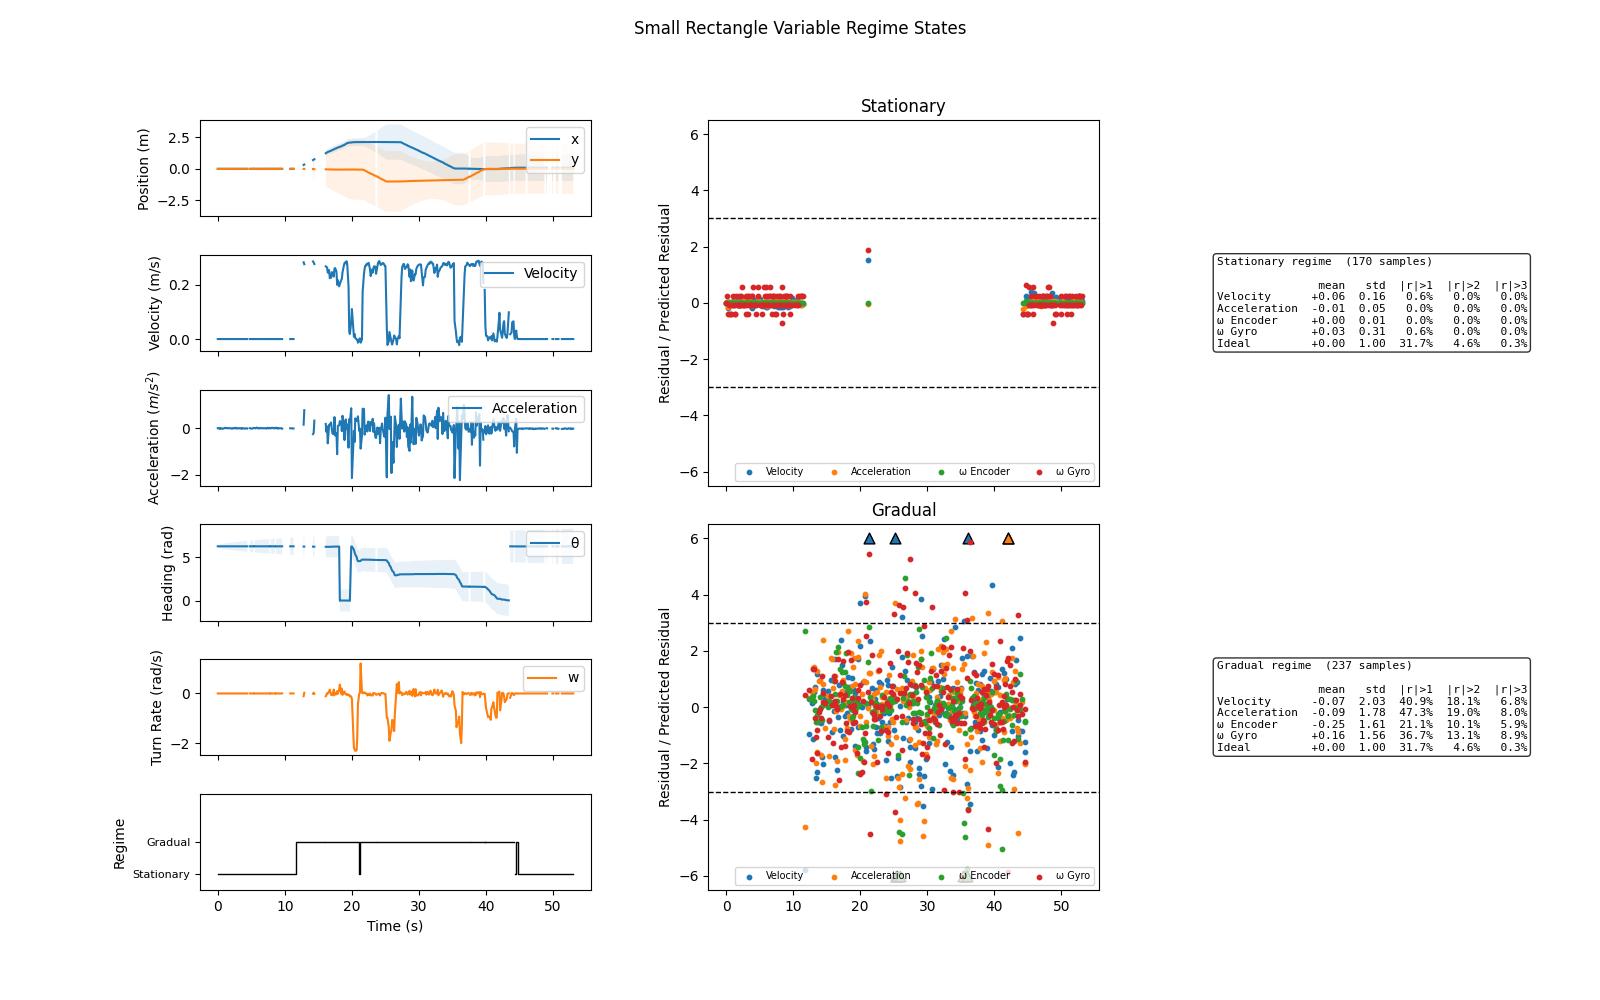 Small Rectangle Variable Regime States
Position (m)
2.5
0.0
−2.5
x
y
Velocity (m/s)
0.2
0.0
Velocity
Acceleration (m/s²)
0
−2
Acceleration
Heading (rad)
5
0
θ
Turn Rate (rad/s)
0
−2
w
Regime
Gradual
Stationary
0 10 20 30 40 50
Time (s)
Stationary
Residual / Predicted Residual
6
4
2
0
−2
−4
−6
Velocity Acceleration ω Encoder ω Gyro
0 10 20 30 40 50
Gradual
Residual / Predicted Residual
6
4
2
0
−2
−4
−6
Velocity Acceleration ω Encoder ω Gyro
Stationary regime (170 samples)
mean std |r|>1 |r|>2 |r|>3
Velocity +0.06 0.16 0.6% 0.0% 0.0%
Acceleration -0.01 0.05 0.0% 0.0% 0.0%
ω Encoder +0.00 0.01 0.0% 0.0% 0.0%
ω Gyro +0.03 0.31 0.6% 0.0% 0.0%
Ideal +0.00 1.00 31.7% 4.6% 0.3%
Gradual regime (237 samples)
mean std |r|>1 |r|>2 |r|>3
Velocity -0.07 2.03 40.9% 18.1% 6.8%
Acceleration -0.09 1.78 47.3% 19.0% 8.0%
ω Encoder -0.25 1.61 21.1% 10.1% 5.9%
ω Gyro +0.16 1.56 36.7% 13.1% 8.9%
Ideal +0.00 1.00 31.7% 4.6% 0.3%